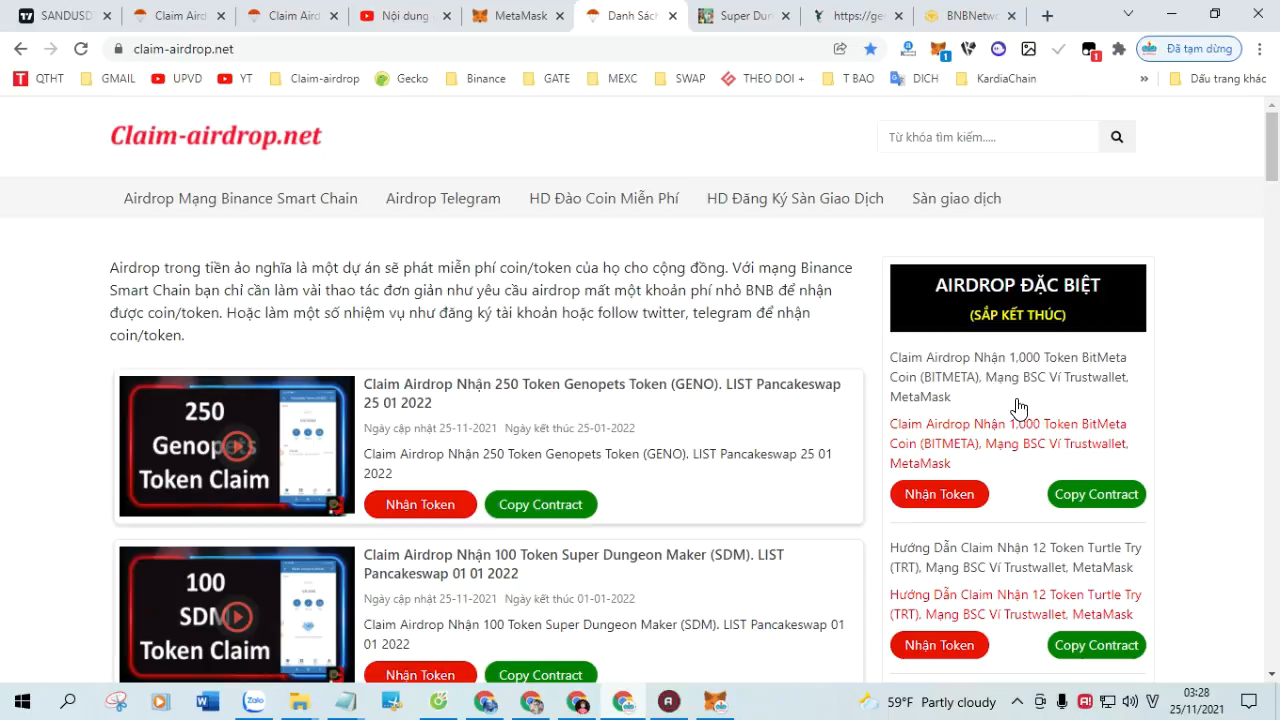 SANDUSD
Claim Airdrop
Claim Aird
Nội dung
MetaMask
Danh Sác
Super Dun
https://ge
BNBNetwo
claim-airdrop.net
1
1
Đã tạm dừng
QTHT
GMAIL
UPVD
YT
Claim-airdrop
Gecko
Binance
GATE
MEXC
SWAP
THEO DOI +
T BAO
DICH
KardiaChain
»
Dấu trang khác
Claim-airdrop.net
Từ khóa tìm kiếm.....
Airdrop Mạng Binance Smart Chain
Airdrop Telegram
HD Đào Coin Miễn Phí
HD Đăng Ký Sàn Giao Dịch
Sàn giao dịch
Airdrop trong tiền ảo nghĩa là một dự án sẽ phát miễn phí coin/token của họ cho cộng đồng. Với mạng Binance
Smart Chain bạn chỉ cần làm vài thao tác đơn giản như yêu cầu airdrop mất một khoản phí nhỏ BNB để nhận
được coin/token. Hoặc làm một số nhiệm vụ như đăng ký tài khoản hoặc follow twitter, telegram để nhận
coin/token.
250
Genopets
Token Claim
Claim Airdrop Nhận 250 Token Genopets Token (GENO). LIST Pancakeswap
25 01 2022
Ngày cập nhật 25-11-2021 Ngày kết thúc 25-01-2022
Claim Airdrop Nhận 250 Token Genopets Token (GENO). LIST Pancakeswap 25 01
2022
Nhận Token
Copy Contract
100
SDM
Token Claim
Claim Airdrop Nhận 100 Token Super Dungeon Maker (SDM). LIST
Pancakeswap 01 01 2022
Ngày cập nhật 25-11-2021 Ngày kết thúc 01-01-2022
Claim Airdrop Nhận 100 Token Super Dungeon Maker (SDM). LIST Pancakeswap 01
01 2022
Nhận Token
Copy Contract
AIRDROP ĐẶC BIỆT
(SẮP KẾT THÚC)
Claim Airdrop Nhận 1,000 Token BitMeta
Coin (BITMETA), Mạng BSC Ví Trustwallet,
MetaMask
Claim Airdrop Nhận 1,000 Token BitMeta
Coin (BITMETA), Mạng BSC Ví Trustwallet,
MetaMask
Nhận Token
Copy Contract
Hướng Dẫn Claim Nhận 12 Token Turtle Try
(TRT), Mạng BSC Ví Trustwallet, MetaMask
Hướng Dẫn Claim Nhận 12 Token Turtle Try
(TRT), Mạng BSC Ví Trustwallet, MetaMask
Nhận Token
Copy Contract
Zalo
59°F Partly cloudy
03:28
25/11/2021